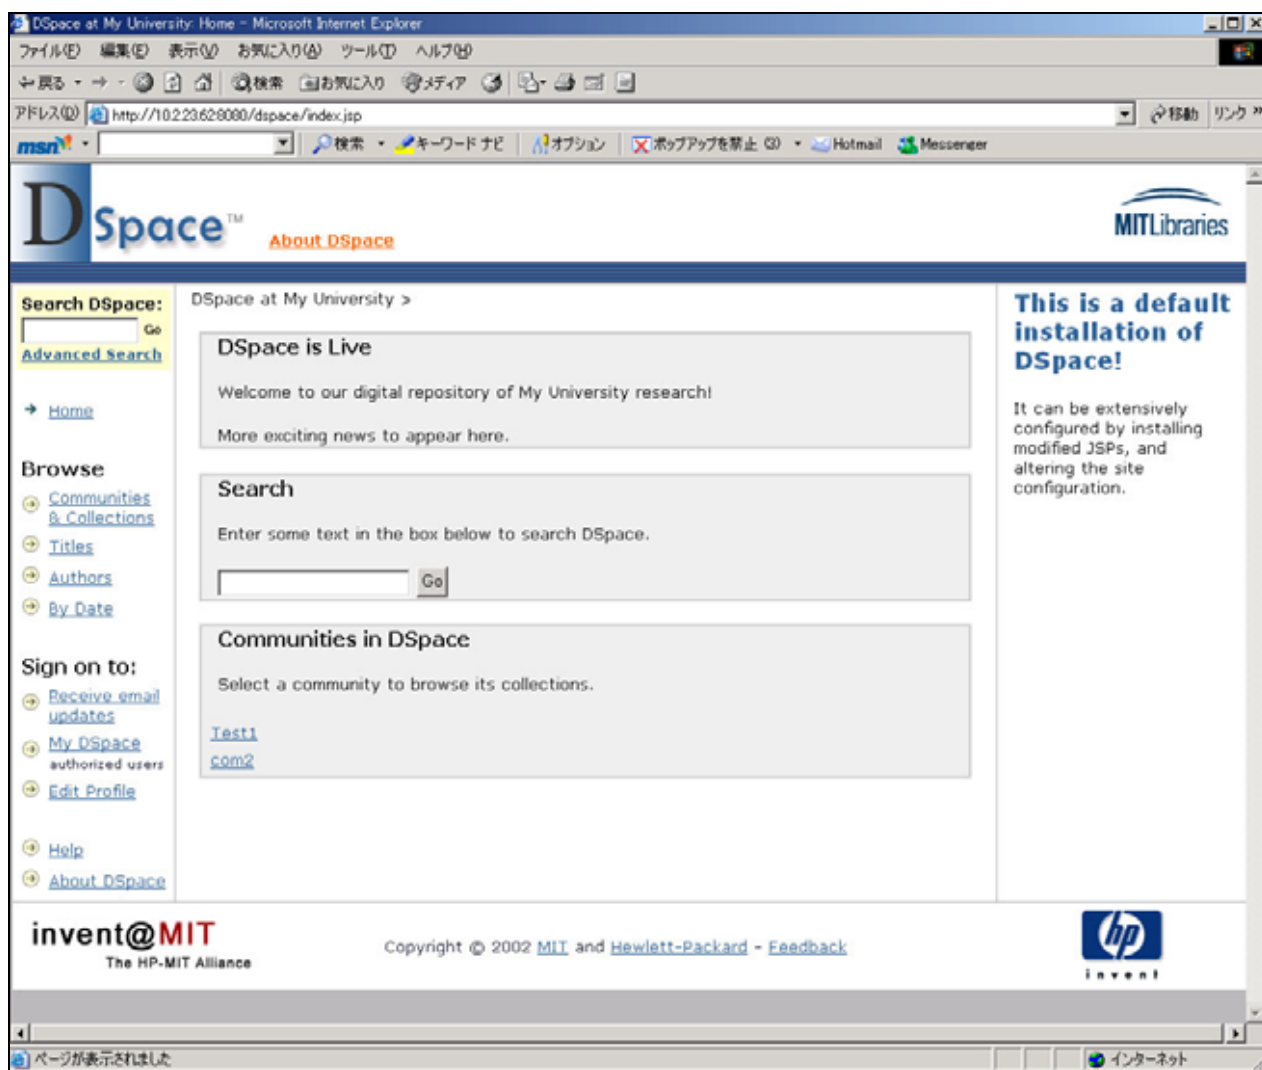 DSpace at My University: Home - Microsoft Internet Explorer
ファイル(F) 編集(E) 表示(V) お気に入り(A) ツール(T) ヘルプ(H)
戻る 検索 お気に入り メディア
アドレス(D) http://10.2.23.62:8080/dspace/index.jsp 移動 リンク »
msn 検索 キーワード ナビ オプション ポップアップを禁止 (3) Hotmail Messenger
DSpace™ About DSpace MITLibraries
Search DSpace:
Go
Advanced Search
Home
Browse
Communities
& Collections
Titles
Authors
By Date
Sign on to:
Receive email
updates
My DSpace
authorized users
Edit Profile
Help
About DSpace
DSpace at My University >
DSpace is Live
Welcome to our digital repository of My University research!
More exciting news to appear here.
Search
Enter some text in the box below to search DSpace.
Go
Communities in DSpace
Select a community to browse its collections.
Test1
com2
This is a default
installation of
DSpace!
It can be extensively
configured by installing
modified JSPs, and
altering the site
configuration.
invent@MIT
The HP-MIT Alliance
Copyright © 2002 MIT and Hewlett-Packard - Feedback
hp
invent
ページが表示されました インターネット